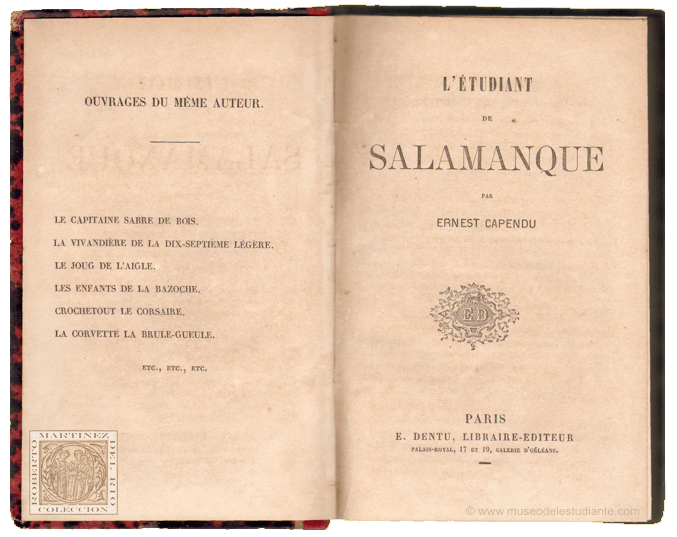 OUVRAGES DU MÊME AUTEUR.
LE CAPITAINE SABRE DE BOIS.
LA VIVANDIÈRE DE LA DIX-SEPTIÈME LÉGÈRE.
LE JOUG DE L'AIGLE.
LES ENFANTS DE LA BAZOCHE.
CROCHETOUT LE CORSAIRE.
LA CORVETTE LA BRULE-GUEULE.
ETC., ETC., ETC.
ROBERTO
MARTINEZ
DEL RIO
COLECCION
L'ÉTUDIANT
DE
SALAMANQUE
PAR
ERNEST CAPENDU
ED
PARIS
E. DENTU, LIBRAIRE-EDITEUR
PALAIS-ROYAL, 17 ET 19, GALERIE D'OÉLÉANS.
© www.museodelestudiante.com